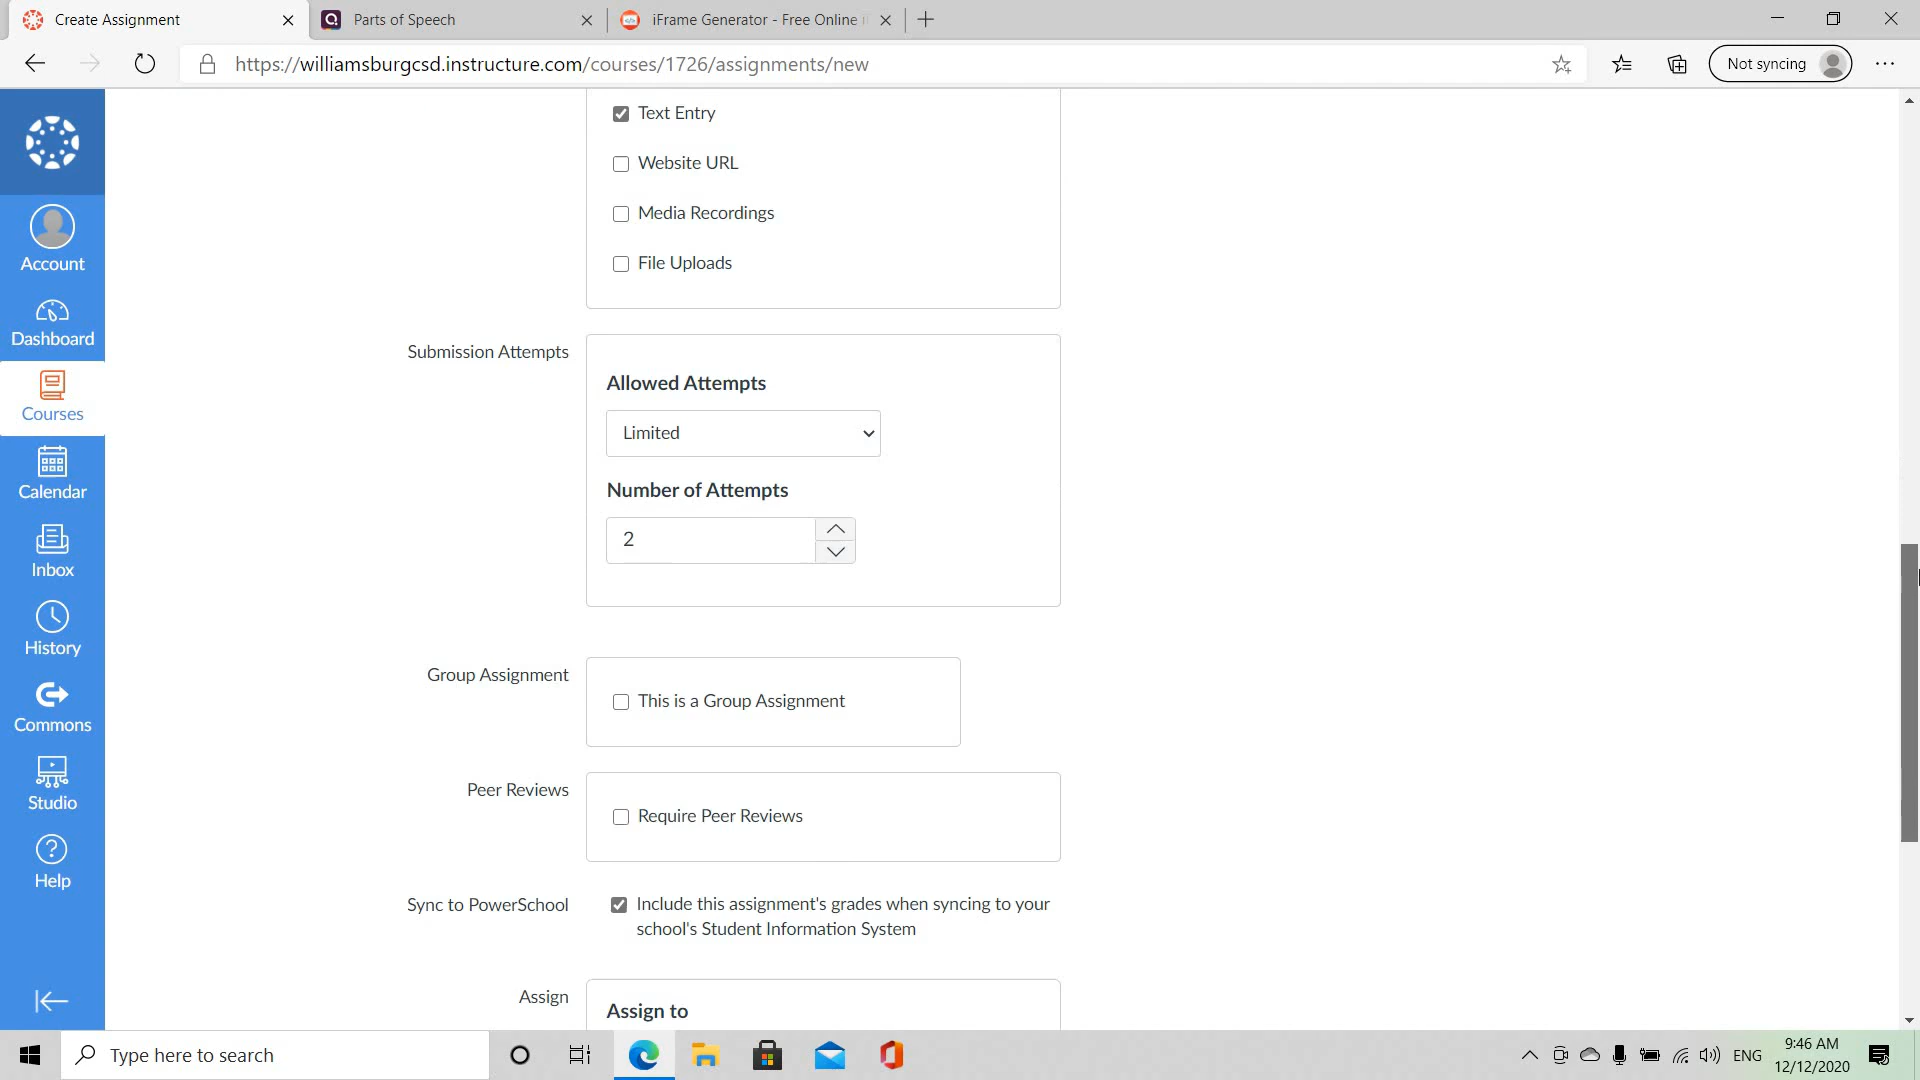 Create Assignment
Parts of Speech
iFrame Generator - Free Online i
https://williamsburgcsd.instructure.com/courses/1726/assignments/new
Not syncing
Account
Dashboard
Courses
Calendar
Inbox
History
Commons
Studio
Help
Text Entry
Website URL
Media Recordings
File Uploads
Submission Attempts
Allowed Attempts
Limited
Number of Attempts
2
Group Assignment
This is a Group Assignment
Peer Reviews
Require Peer Reviews
Sync to PowerSchool
Include this assignment's grades when syncing to your
school's Student Information System
Assign
Assign to
Type here to search
ENG
9:46 AM
12/12/2020